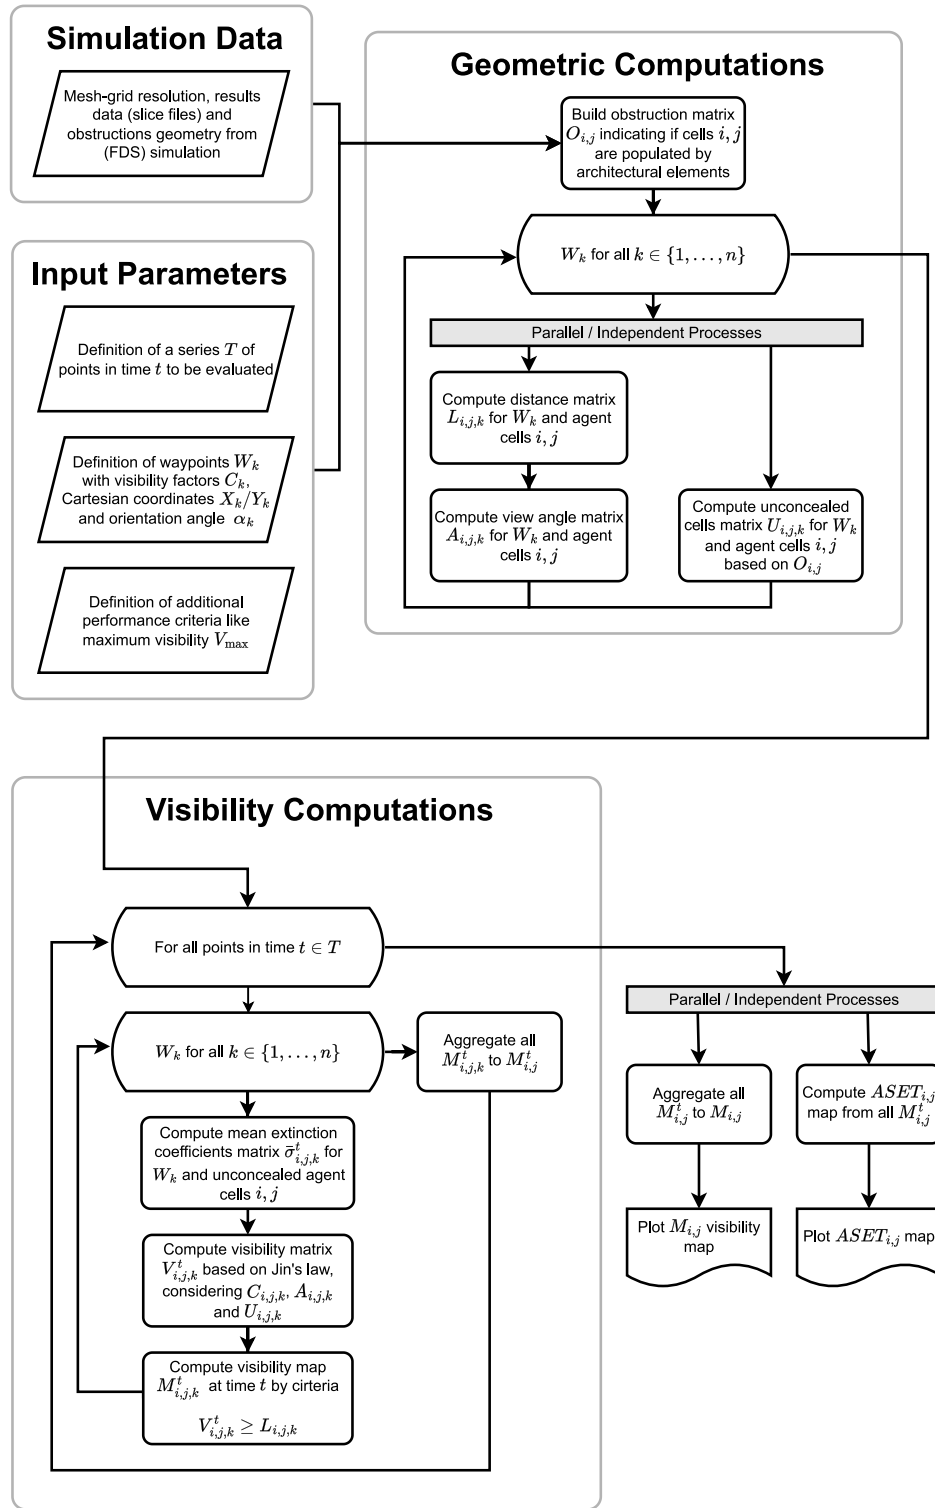 Simulation Data
Mesh-grid resolution, results
data (slice files) and
obstructions geometry from
(FDS) simulation
Input Parameters
Definition of a series T of
points in time t to be evaluated
Definition of waypoints W_k
with visibility factors C_k,
Cartesian coordinates X_k/Y_k
and orientation angle α_k
Definition of additional
performance criteria like
maximum visibility V_max
Geometric Computations
Build obstruction matrix
O_{i,j} indicating if cells i, j
are populated by
architectural elements
W_k for all k ∈ {1, . . . , n}
Parallel / Independent Processes
Compute distance matrix
L_{i,j,k} for W_k and agent
cells i, j
Compute view angle matrix
A_{i,j,k} for W_k and agent
cells i, j
Compute unconcealed
cells matrix U_{i,j,k} for W_k
and agent cells i, j
based on O_{i,j}
Visibility Computations
For all points in time t ∈ T
W_k for all k ∈ {1, . . . , n}
Aggregate all
M^t_{i,j,k} to M^t_{i,j}
Compute mean extinction
coefficients matrix σ̄^t_{i,j,k} for
W_k and unconcealed agent
cells i, j
Compute visibility matrix
V^t_{i,j,k} based on Jin's law,
considering C_{i,j,k}, A_{i,j,k}
and U_{i,j,k}
Compute visibility map
M^t_{i,j,k} at time t by cirteria
V^t_{i,j,k} ≥ L_{i,j,k}
Parallel / Independent Processes
Aggregate all
M^t_{i,j} to M_{i,j}
Plot M_{i,j} visibility
map
Compute ASET_{i,j}
map from all M^t_{i,j}
Plot ASET_{i,j} map